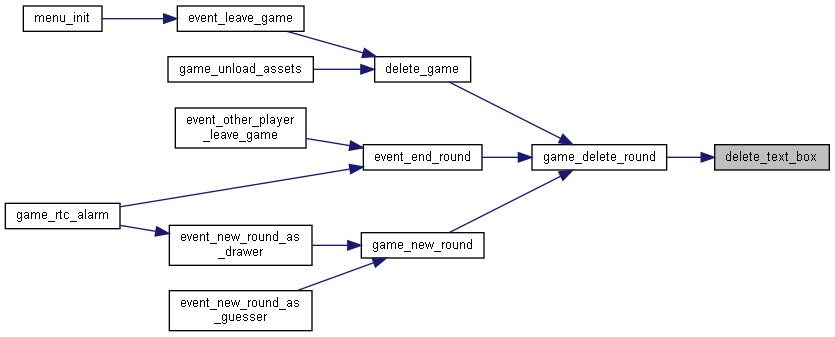 menu_init
event_leave_game
game_unload_assets
delete_game
event_other_player
_leave_game
event_end_round
game_delete_round
delete_text_box
game_rtc_alarm
event_new_round_as
_drawer
game_new_round
event_new_round_as
_guesser